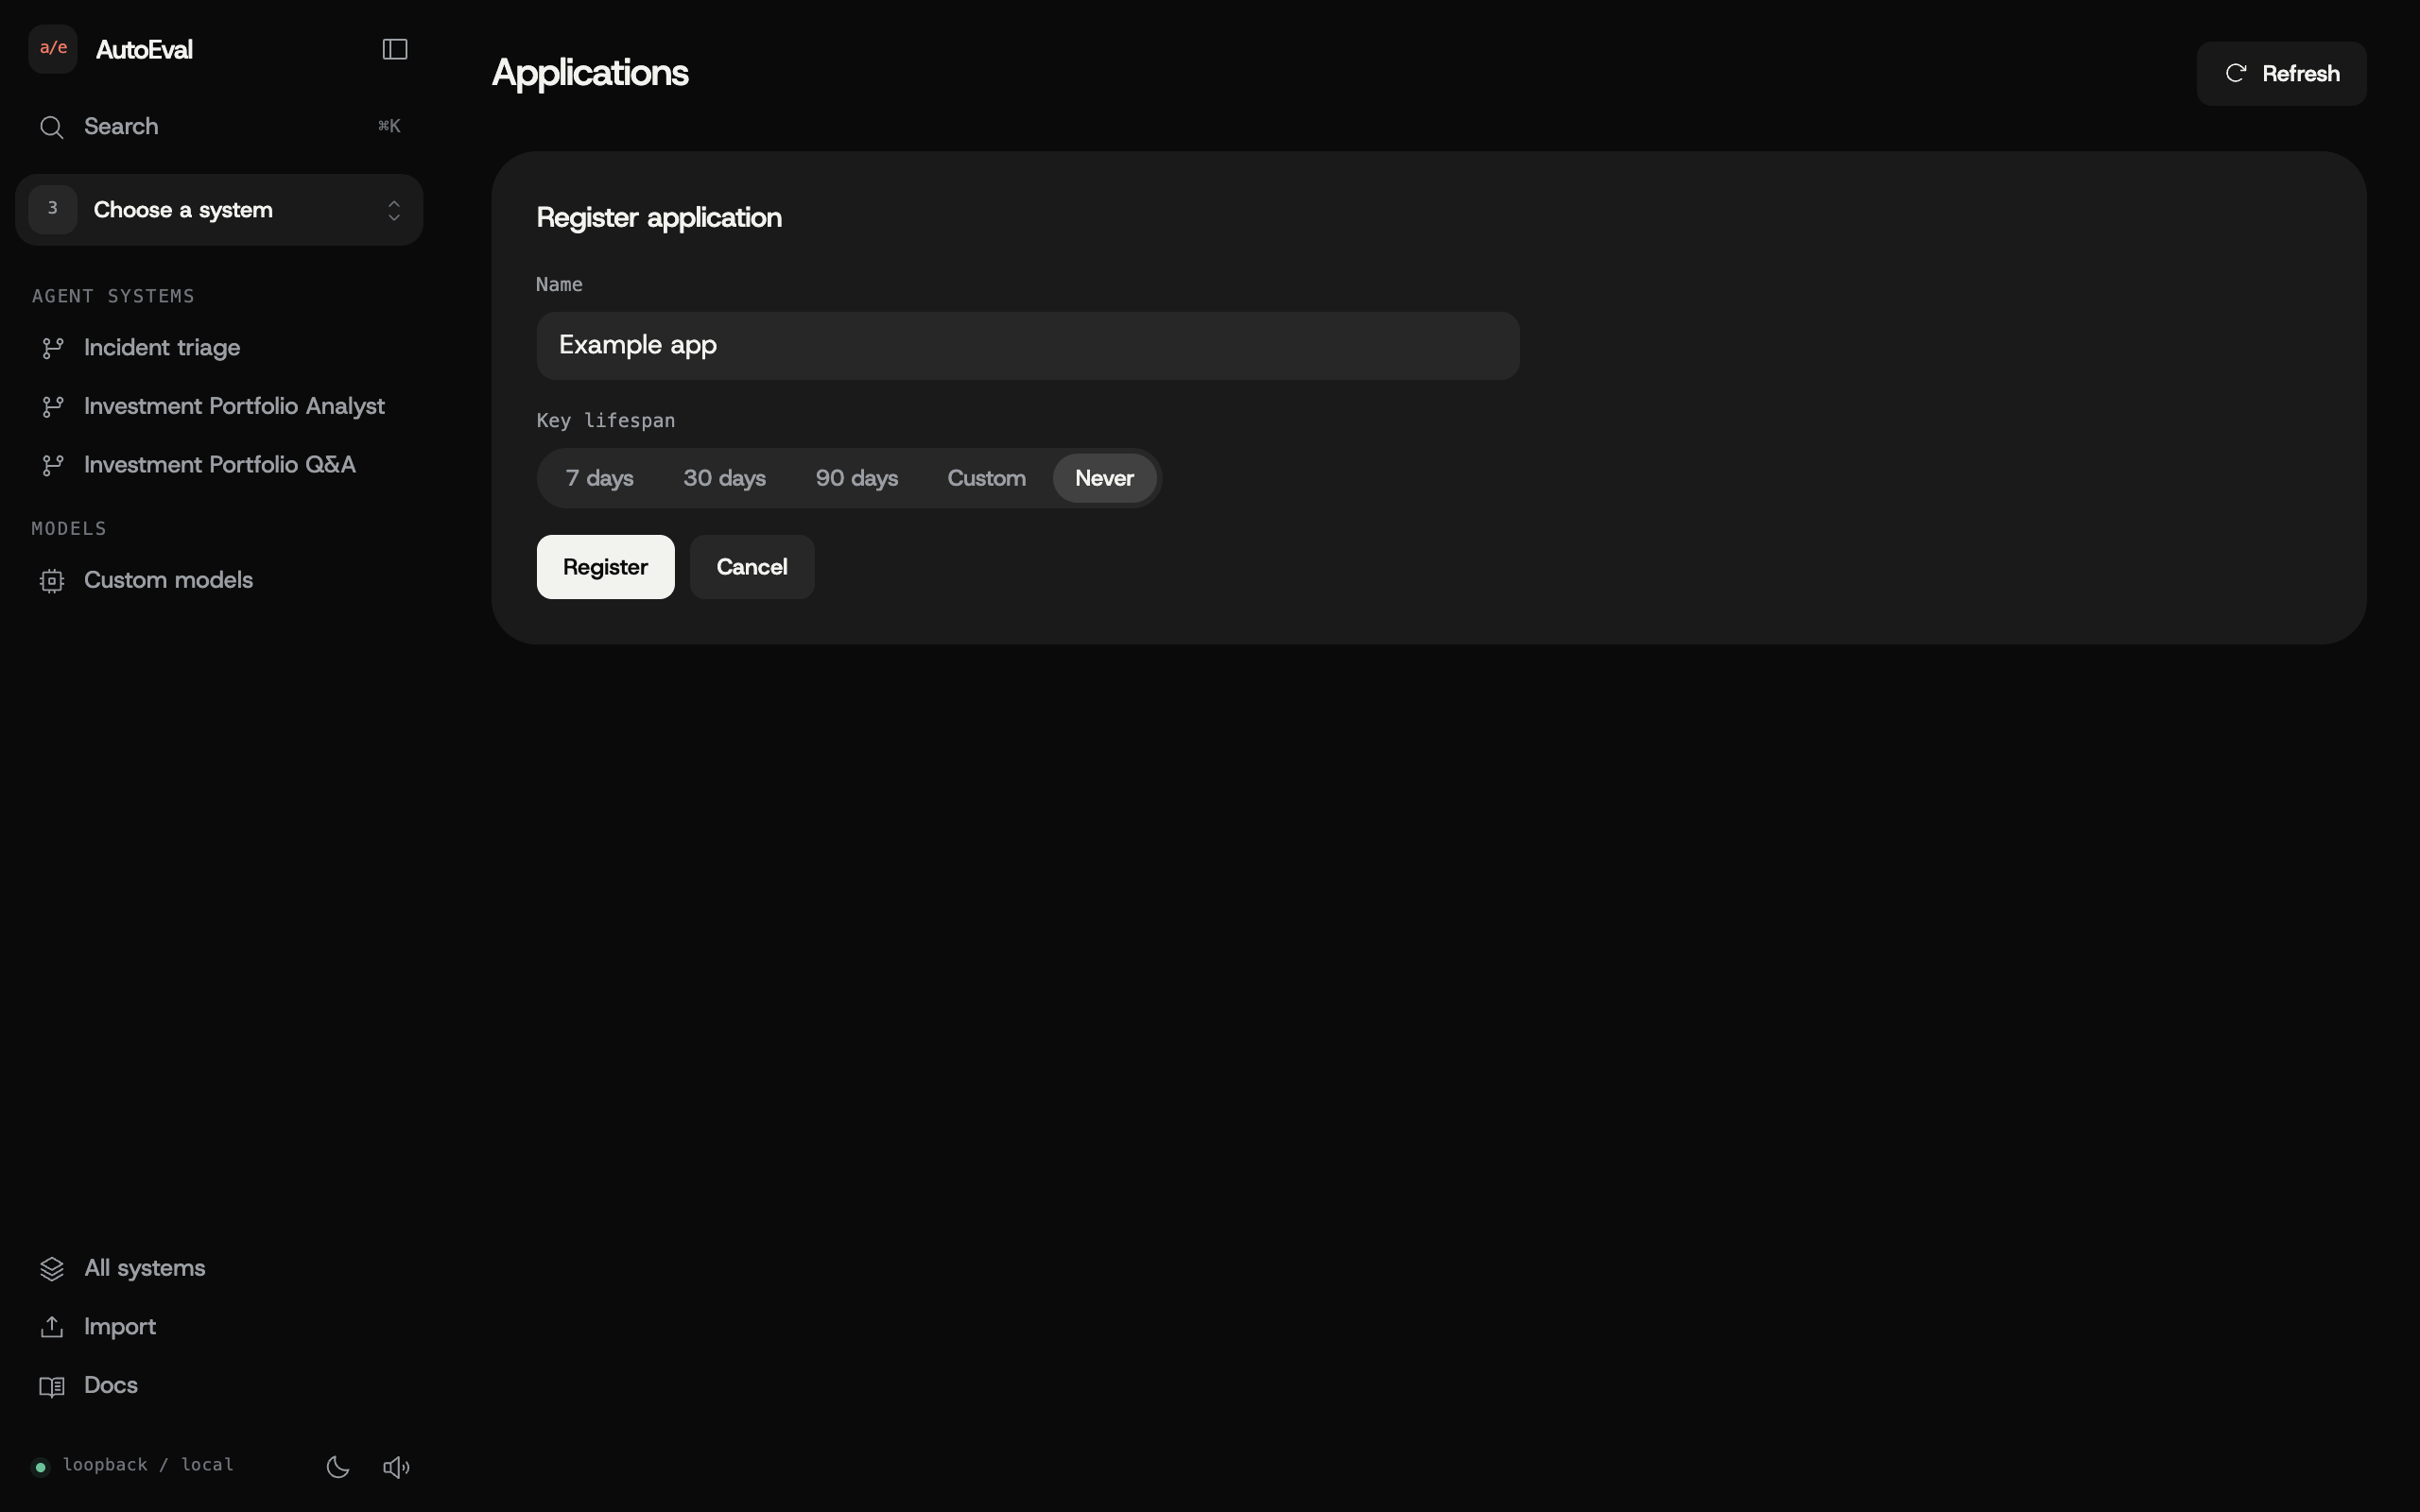 a/e AutoEval
Search ⌘K
3 Choose a system
AGENT SYSTEMS
Incident triage
Investment Portfolio Analyst
Investment Portfolio Q&A
MODELS
Custom models
All systems
Import
Docs
loopback / local
Applications
Refresh
Register application
Name
Example app
Key lifespan
7 days 30 days 90 days Custom Never
Register Cancel